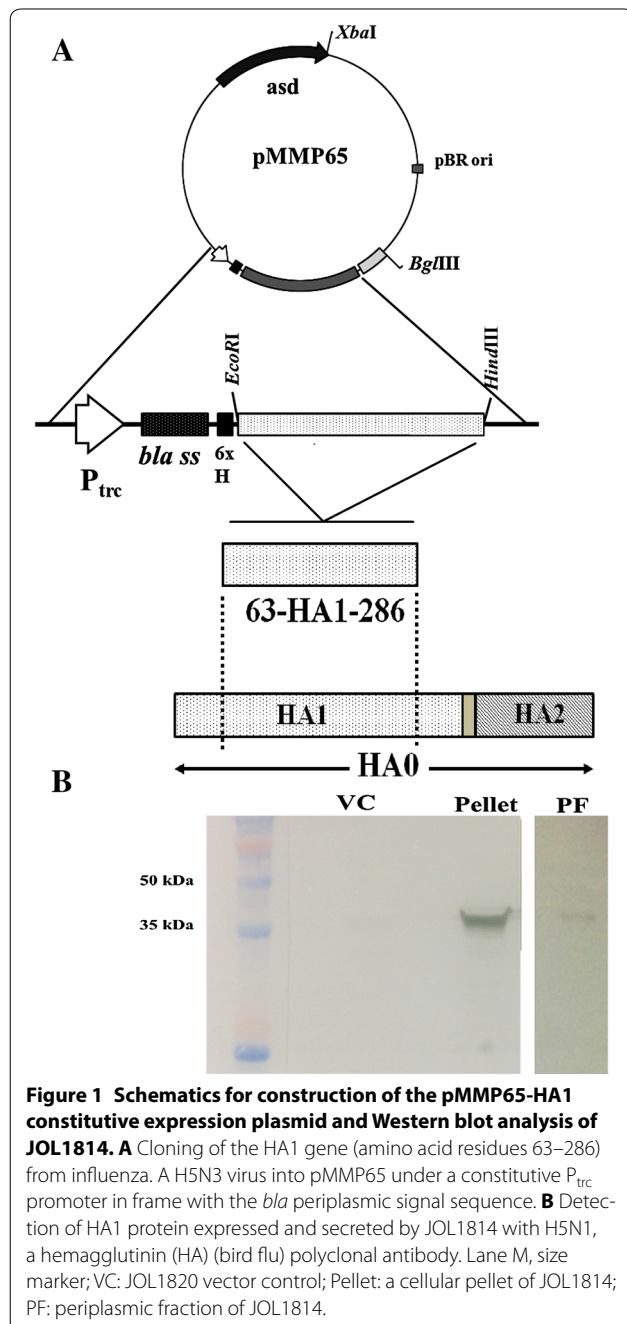 A
XbaI
asd
pMMP65
pBR ori
BglIII
EcoRI
HindIII
Ptrc
bla ss
6x
H
63-HA1-286
HA1
HA2
HA0
B
VC
Pellet
PF
50 kDa
35 kDa
Figure 1 Schematics for construction of the pMMP65-HA1
constitutive expression plasmid and Western blot analysis of
JOL1814. A Cloning of the HA1 gene (amino acid residues 63–286)
from influenza. A H5N3 virus into pMMP65 under a constitutive Ptrc
promoter in frame with the bla periplasmic signal sequence. B Detec-
tion of HA1 protein expressed and secreted by JOL1814 with H5N1,
a hemagglutinin (HA) (bird flu) polyclonal antibody. Lane M, size
marker; VC: JOL1820 vector control; Pellet: a cellular pellet of JOL1814;
PF: periplasmic fraction of JOL1814.